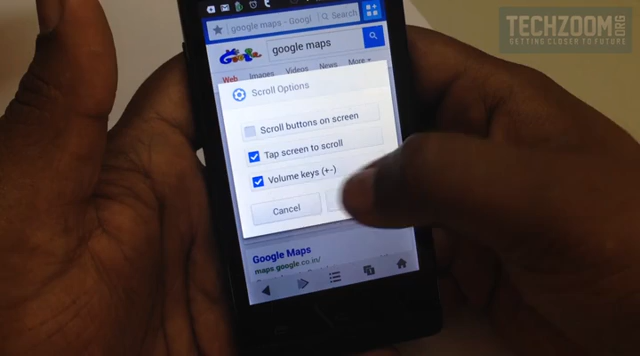 TECHZOOM.ORG
GETTING CLOSER TO FUTURE
google maps - Googl
Search
Google
google maps
Web Images Videos News More
Scroll Options
Scroll buttons on screen
Tap screen to scroll
Volume keys (+-)
Cancel
Google Maps
maps.google.co.in/